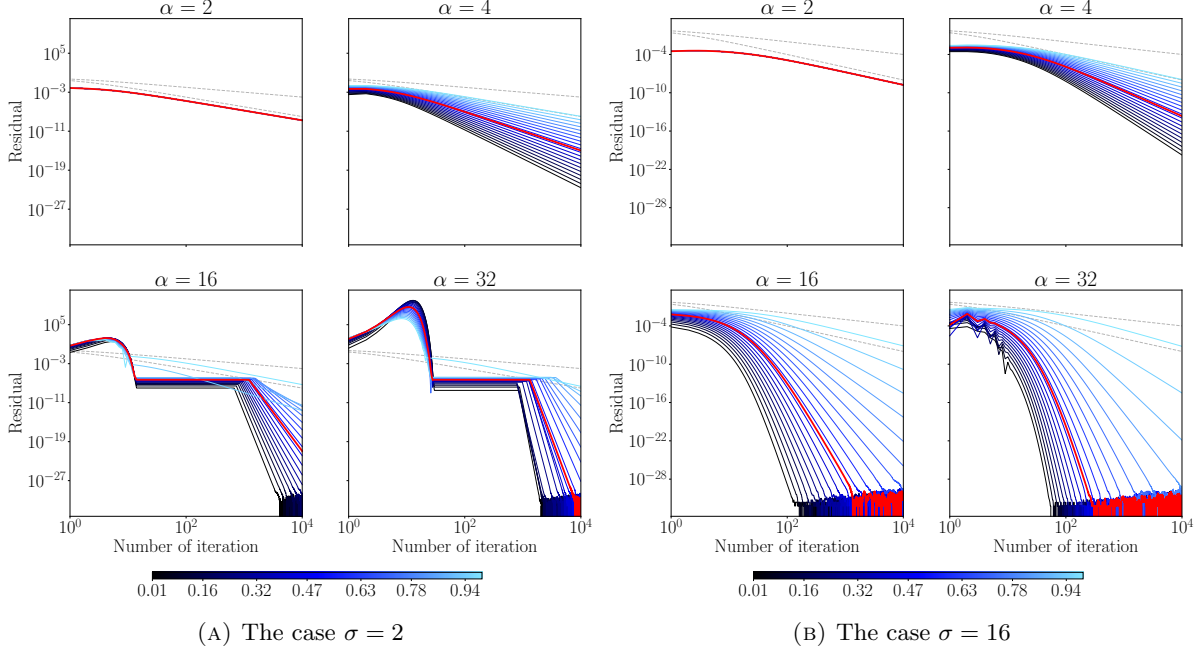 α = 2
α = 4
α = 2
α = 4
Residual
10^5
10^{-3}
10^{-11}
10^{-19}
10^{-27}
Residual
10^{-4}
10^{-10}
10^{-16}
10^{-22}
10^{-28}
α = 16
α = 32
α = 16
α = 32
Residual
10^5
10^{-3}
10^{-11}
10^{-19}
10^{-27}
Residual
10^{-4}
10^{-10}
10^{-16}
10^{-22}
10^{-28}
10^0 10^2 10^4 10^0 10^2 10^4 10^0 10^2 10^4 10^0 10^2 10^4
Number of iteration Number of iteration Number of iteration Number of iteration
0.01 0.16 0.32 0.47 0.63 0.78 0.94
0.01 0.16 0.32 0.47 0.63 0.78 0.94
(A) The case σ = 2
(B) The case σ = 16